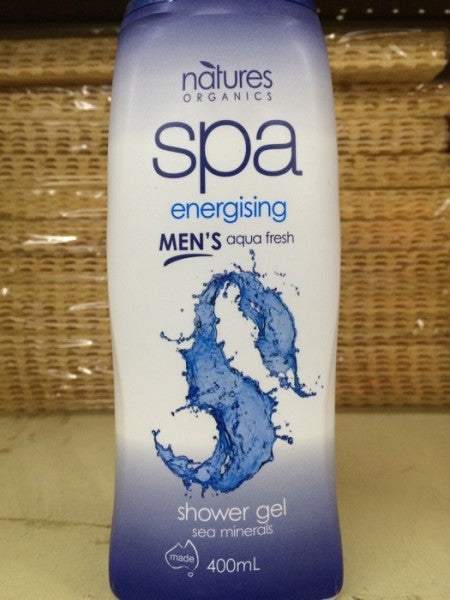 natures
ORGANICS
spa
energising
MEN'S aqua fresh
shower gel
sea minerals
made 400mL